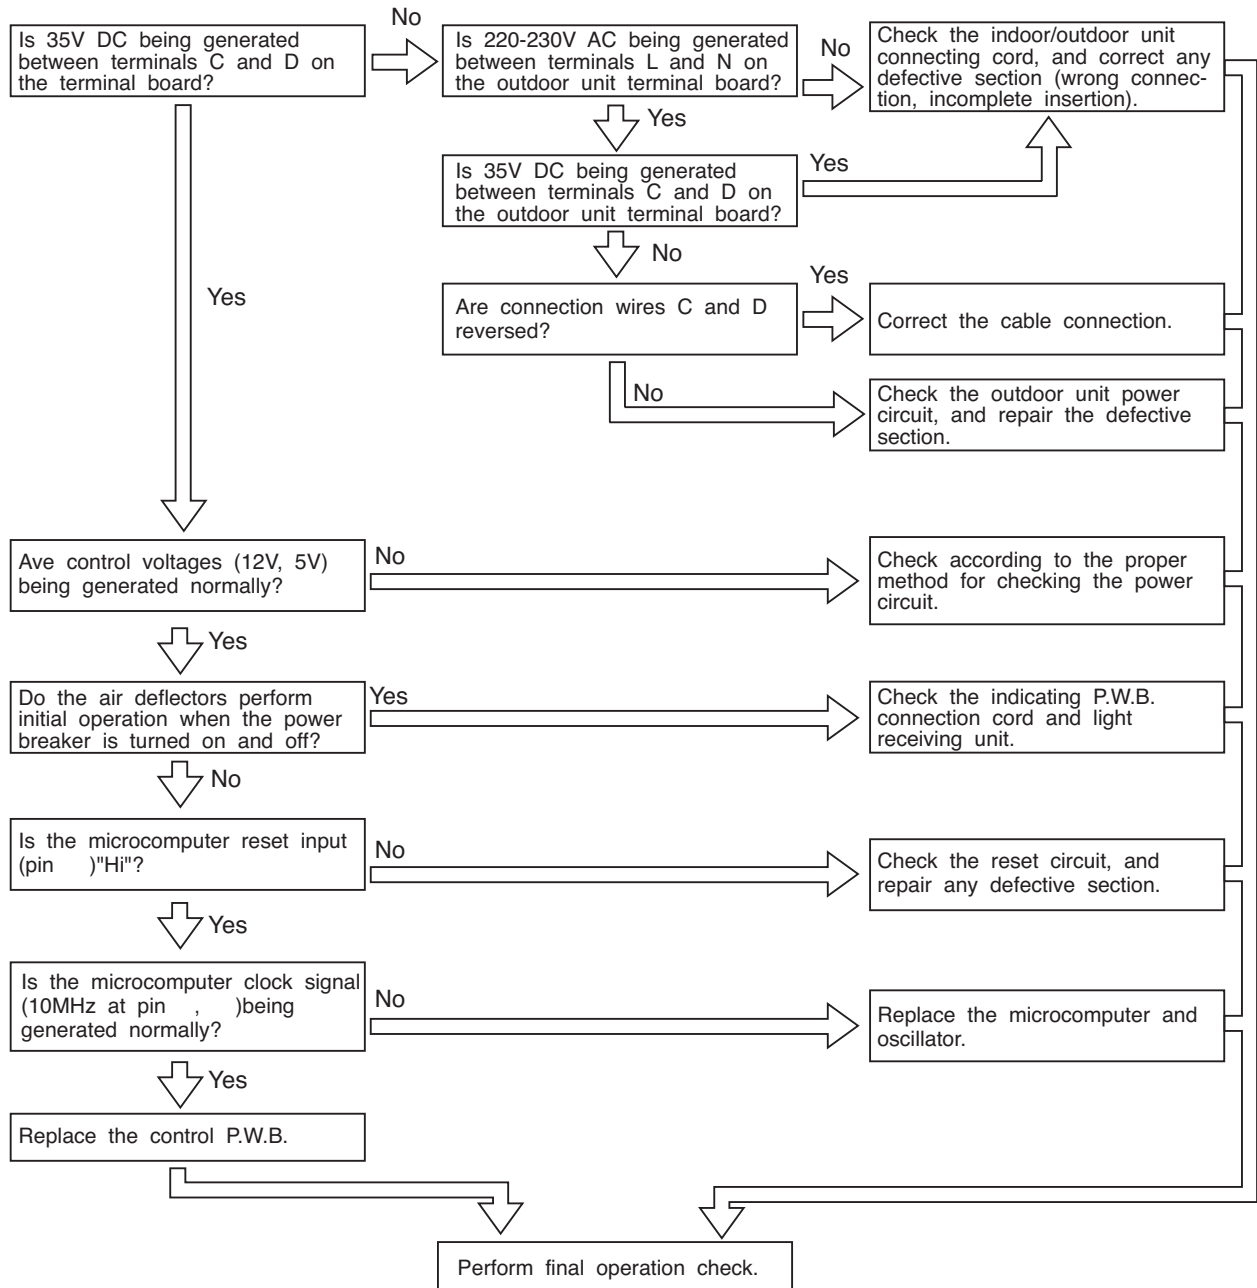 Is 35V DC being generated
between terminals C and D on
the terminal board?
No
Is 220-230V AC being generated
between terminals L and N on
the outdoor unit terminal board?
No
Check the indoor/outdoor unit
connecting cord, and correct any
defective section (wrong connec-
tion, incomplete insertion).
Yes
Is 35V DC being generated
between terminals C and D on
the outdoor unit terminal board?
Yes
No
Yes
Are connection wires C and D
reversed?
Yes
Correct the cable connection.
No
Check the outdoor unit power
circuit, and repair the defective
section.
Ave control voltages (12V, 5V)
being generated normally?
No
Check according to the proper
method for checking the power
circuit.
Yes
Do the air deflectors perform
initial operation when the power
breaker is turned on and off?
Yes
Check the indicating P.W.B.
connection cord and light
receiving unit.
No
Is the microcomputer reset input
(pin )"Hi"?
No
Check the reset circuit, and
repair any defective section.
Yes
Is the microcomputer clock signal
(10MHz at pin , )being
generated normally?
No
Replace the microcomputer and
oscillator.
Yes
Replace the control P.W.B.
Perform final operation check.